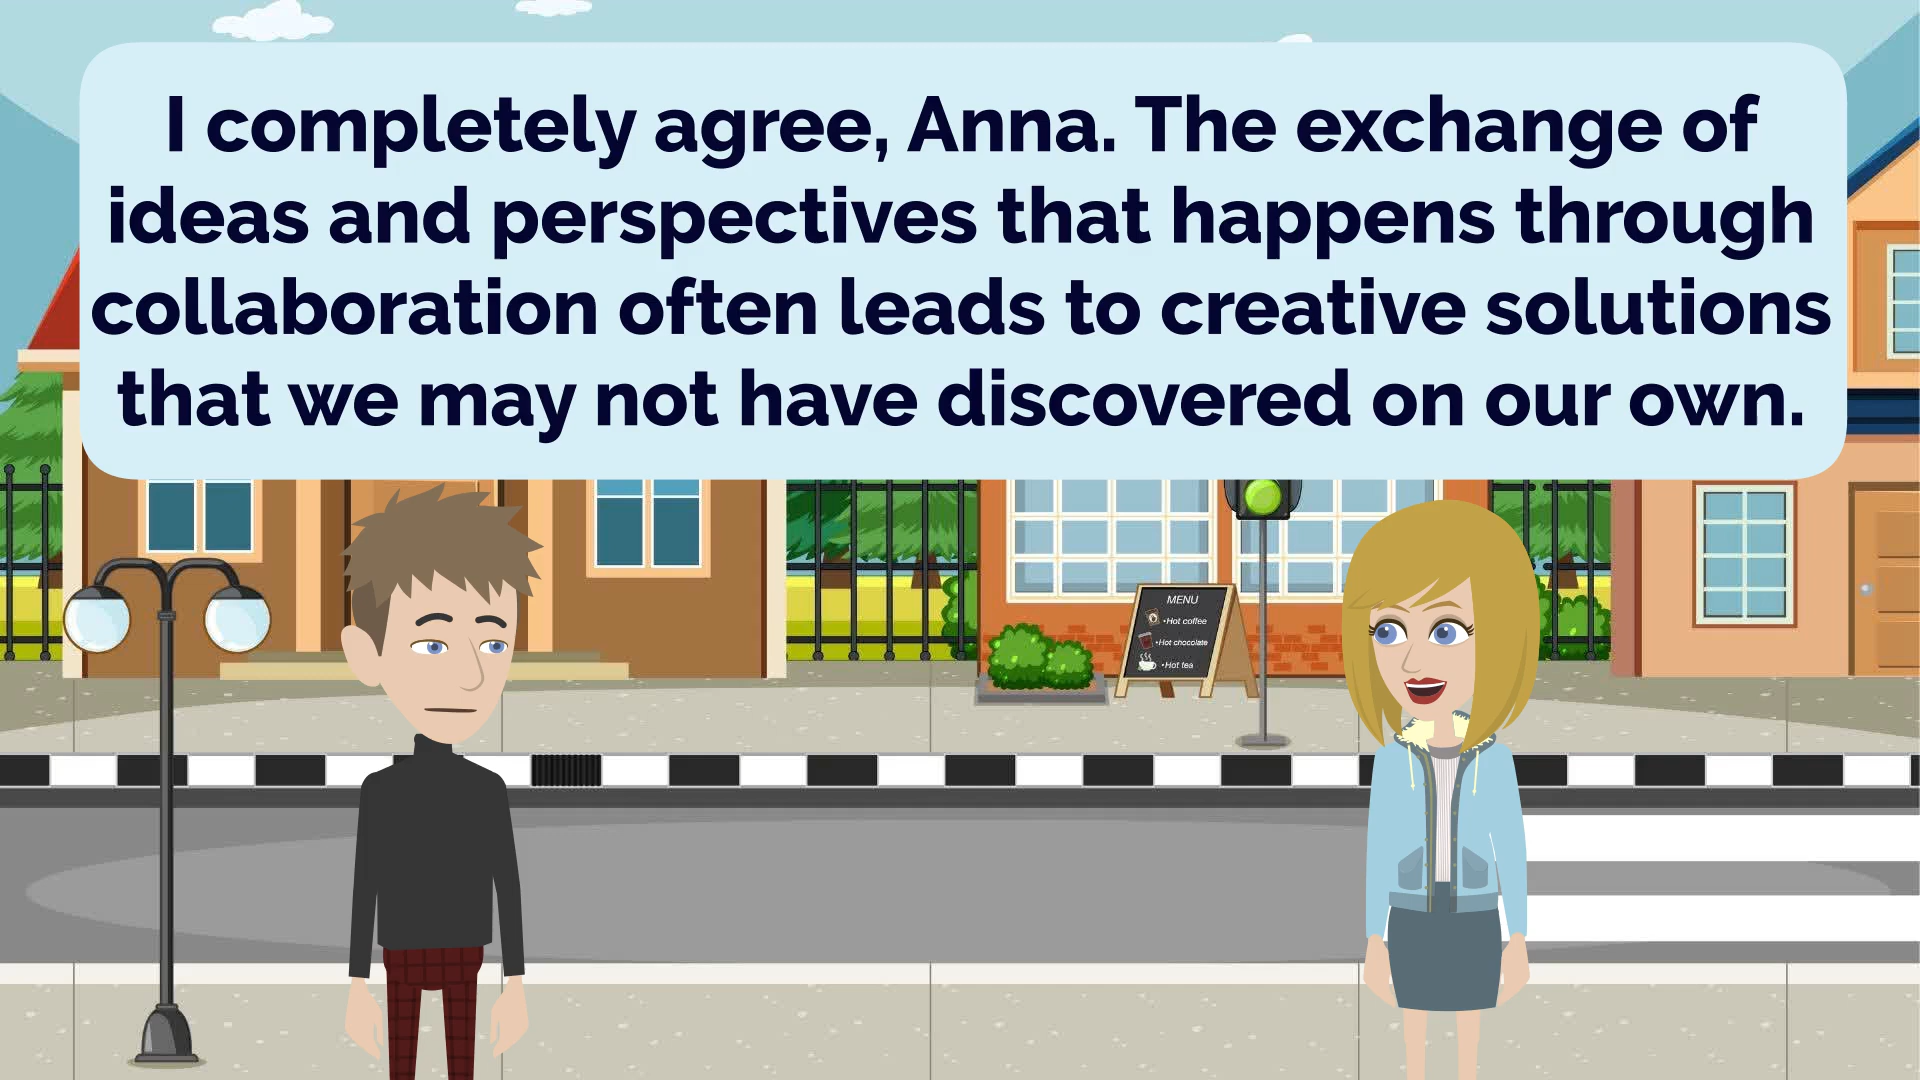 I completely agree, Anna. The exchange of
ideas and perspectives that happens through
collaboration often leads to creative solutions
that we may not have discovered on our own.
MENU
•Hot coffee
•Hot chocolate
•Hot tea